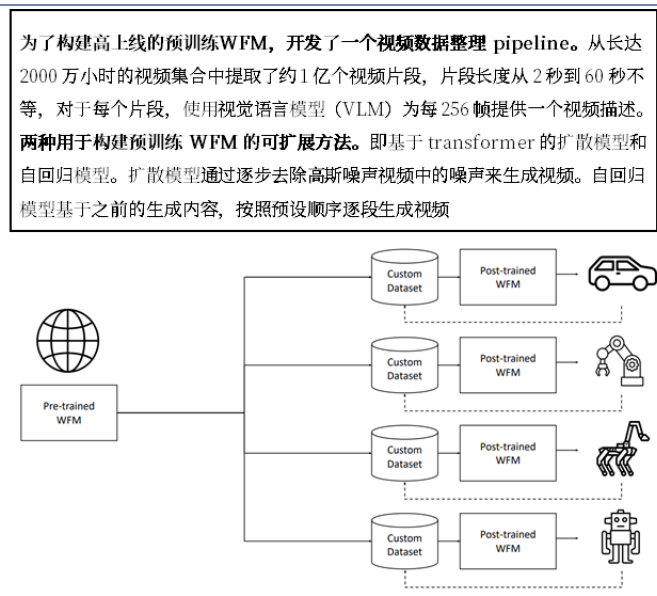 为了构建高上线的预训练WFM，开发了一个视频数据整理 pipeline。从长达
2000 万小时的视频集合中提取了约 1 亿个视频片段，片段长度从 2 秒到 60 秒不
等，对于每个片段，使用视觉语言模型（VLM）为每 256 帧提供一个视频描述。
两种用于构建预训练 WFM 的可扩展方法。即基于 transformer 的扩散模型和
自回归模型。扩散模型通过逐步去除高斯噪声视频中的噪声来生成视频。自回归
模型基于之前的生成内容，按照预设顺序逐段生成视频
Pre-trained
WFM
Custom
Dataset
Post-trained
WFM
Custom
Dataset
Post-trained
WFM
Custom
Dataset
Post-trained
WFM
Custom
Dataset
Post-trained
WFM